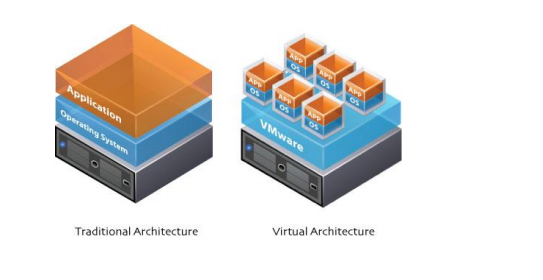 Application
Operating System
APP
OS
APP
OS
APP
OS
APP
OS
APP
OS
APP
OS
VMware
Traditional Architecture
Virtual Architecture